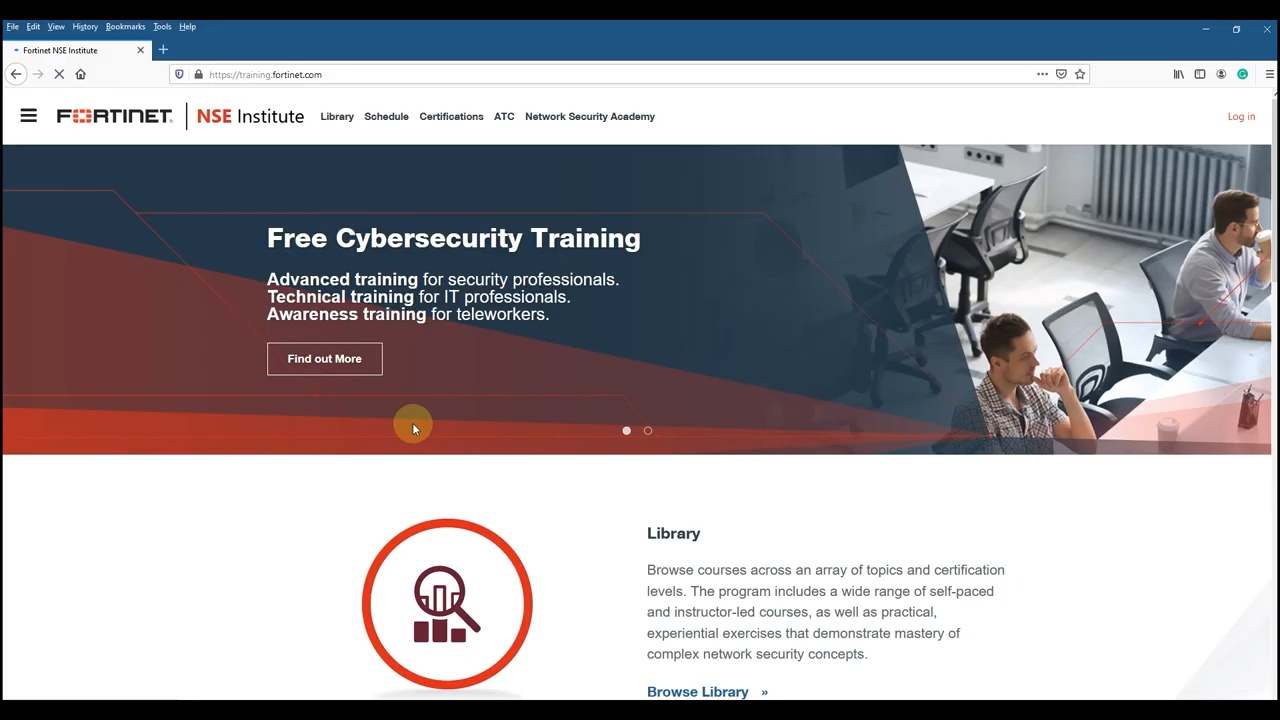 File Edit View History Bookmarks Tools Help
Fortinet NSE Institute
https://training.fortinet.com
FORTINET NSE Institute Library Schedule Certifications ATC Network Security Academy Log in
Free Cybersecurity Training
Advanced training for security professionals.
Technical training for IT professionals.
Awareness training for teleworkers.
Find out More
Library
Browse courses across an array of topics and certification
levels. The program includes a wide range of self-paced
and instructor-led courses, as well as practical,
experiential exercises that demonstrate mastery of
complex network security concepts.
Browse Library »